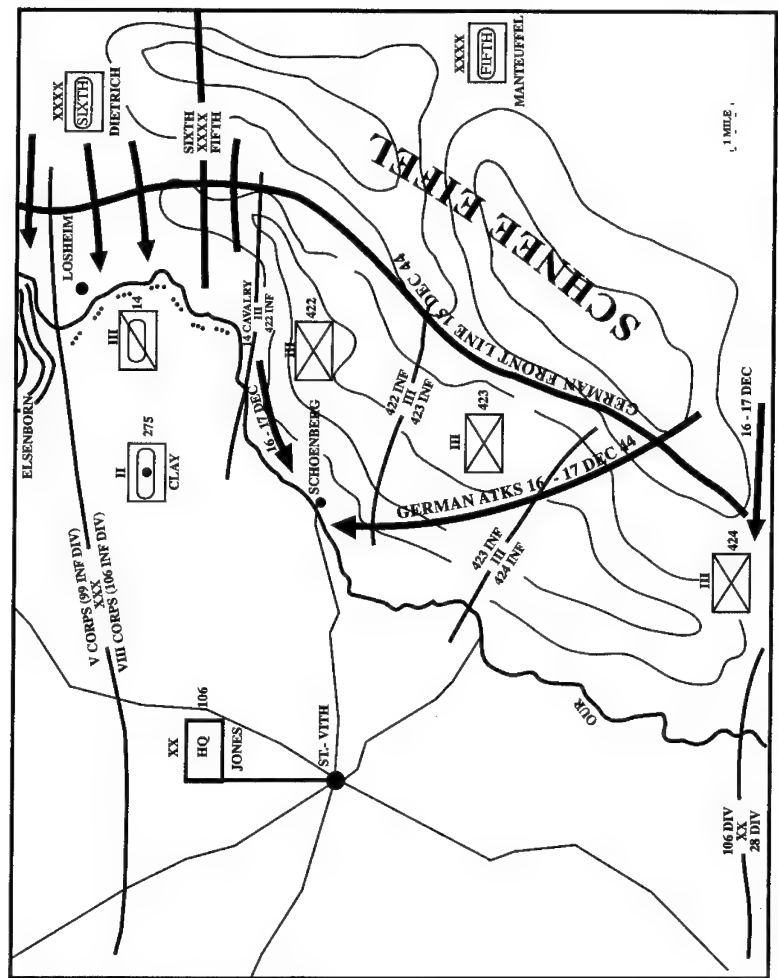 XXXX
SIXTH
DIETRICH
LOSHEIM
ELSENBORN
SIXTH
XXXX
FIFTH
XXXX
FIFTH
MANTEUFFEL
III
14
II
275
CLAY
V CORPS (99 INF DIV)
XXX
VIII CORPS (106 INF DIV)
14 CAVALRY
III
422 INF
III
422
16 - 17 DEC
SCHNEE EIFEL
GERMAN FRONT LINE 15 DEC 44
SCHOENBERG
422 INF
III
423 INF
III
423
GERMAN ATKS 16 - 17 DEC 44
XX
HQ
106
JONES
ST.- VITH
423 INF
III
424 INF
1 MILE
16 - 17 DEC
III
424
OUR
106 DIV
XX
28 DIV